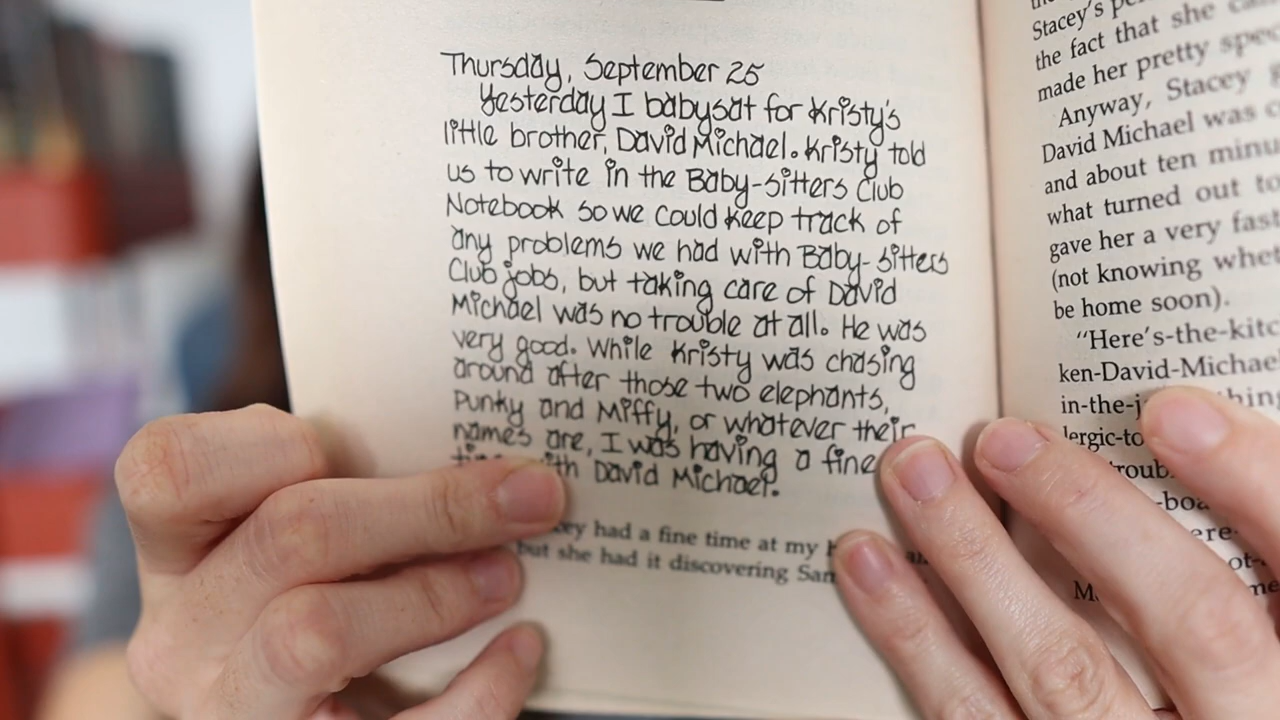 Thursday, September 25
Yesterday I babysat for Kristy's
little brother, David Michael. Kristy told
us to write in the Baby-sitters Club
Notebook so we could keep track of
any problems we had with Baby-sitters
Club jobs, but taking care of David
Michael was no trouble at all. He was
very good. While Kristy was chasing
around after those two elephants,
Punky and Miffy, or whatever their
names are, I was having a fine
with David Michael.
had a fine time at my
but she had it discovering
Stacey's
the fact that she
made her pretty
Anyway, Stacey
David Michael was
and about ten
what turned out to
gave her a very
(not knowing
be home soon).
"Here's-the-
ken-David-
in-the-
lergic-to